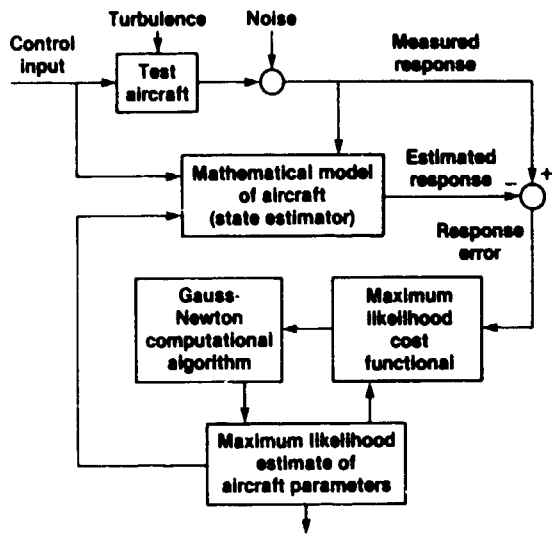 Turbulence
Noise
Control
input
Measured
response
Test
aircraft
Mathematical model
of aircraft
(state estimator)
Estimated
response
–
+
Response
error
Gauss-
Newton
computational
algorithm
Maximum
likelihood
cost
functional
Maximum likelihood
estimate of
aircraft parameters